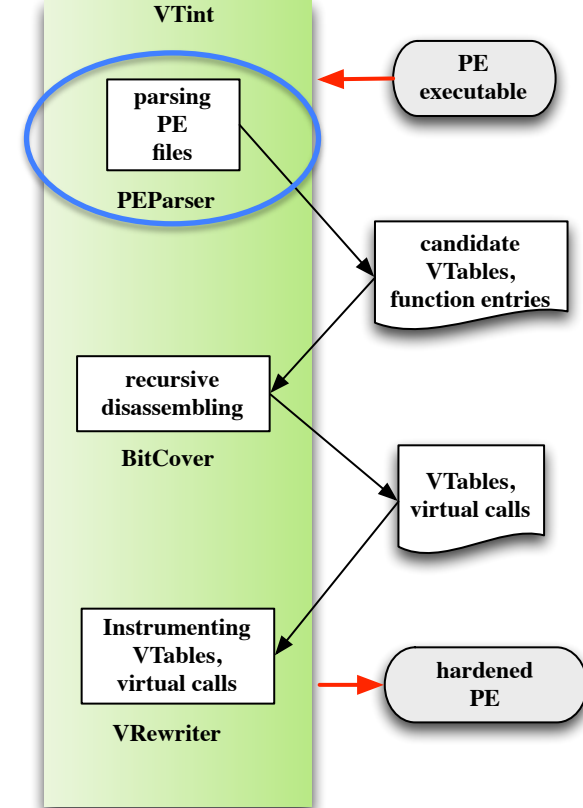 VTint
PE
executable
parsing
PE
files
PEParser
candidate
VTables,
function entries
recursive
disassembling
BitCover
VTables,
virtual calls
Instrumenting
VTables,
virtual calls
VRewriter
hardened
PE